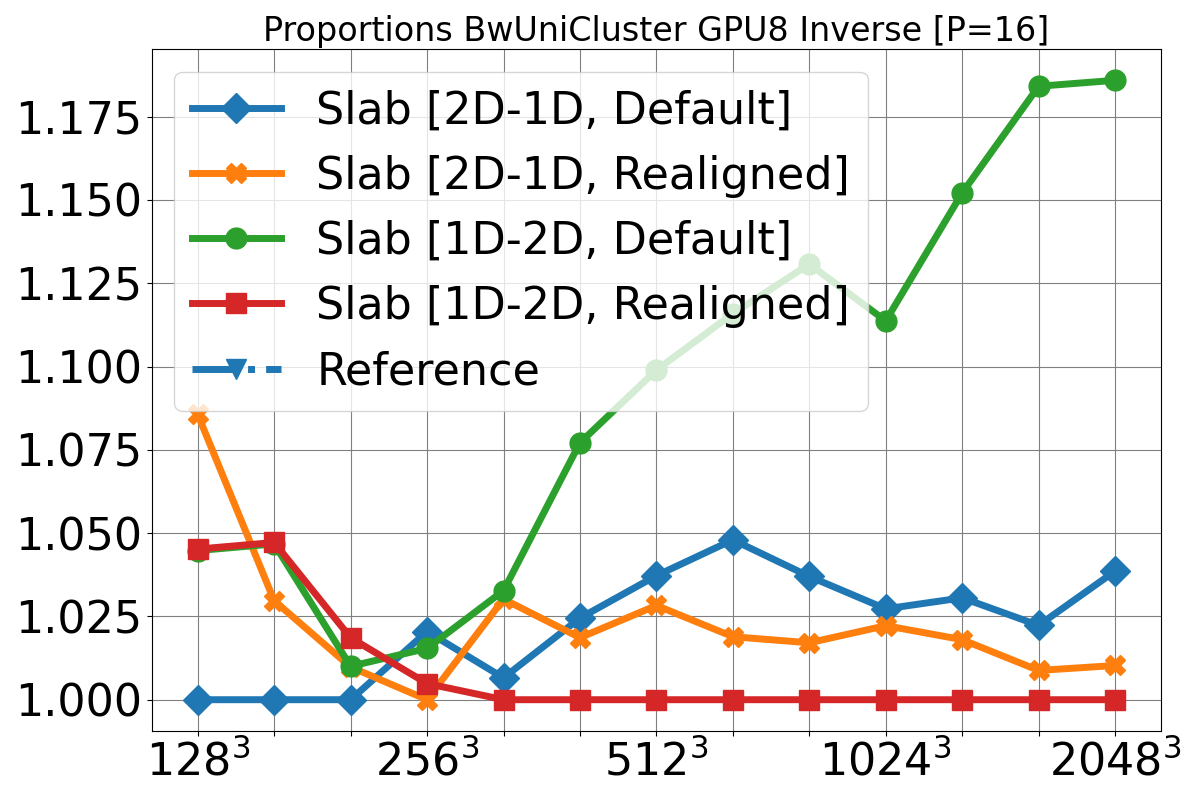 Proportions BwUniCluster GPU8 Inverse [P=16]
1.175
1.150
1.125
1.100
1.075
1.050
1.025
1.000
Slab [2D-1D, Default]
Slab [2D-1D, Realigned]
Slab [1D-2D, Default]
Slab [1D-2D, Realigned]
Reference
128³ 256³ 512³ 1024³ 2048³